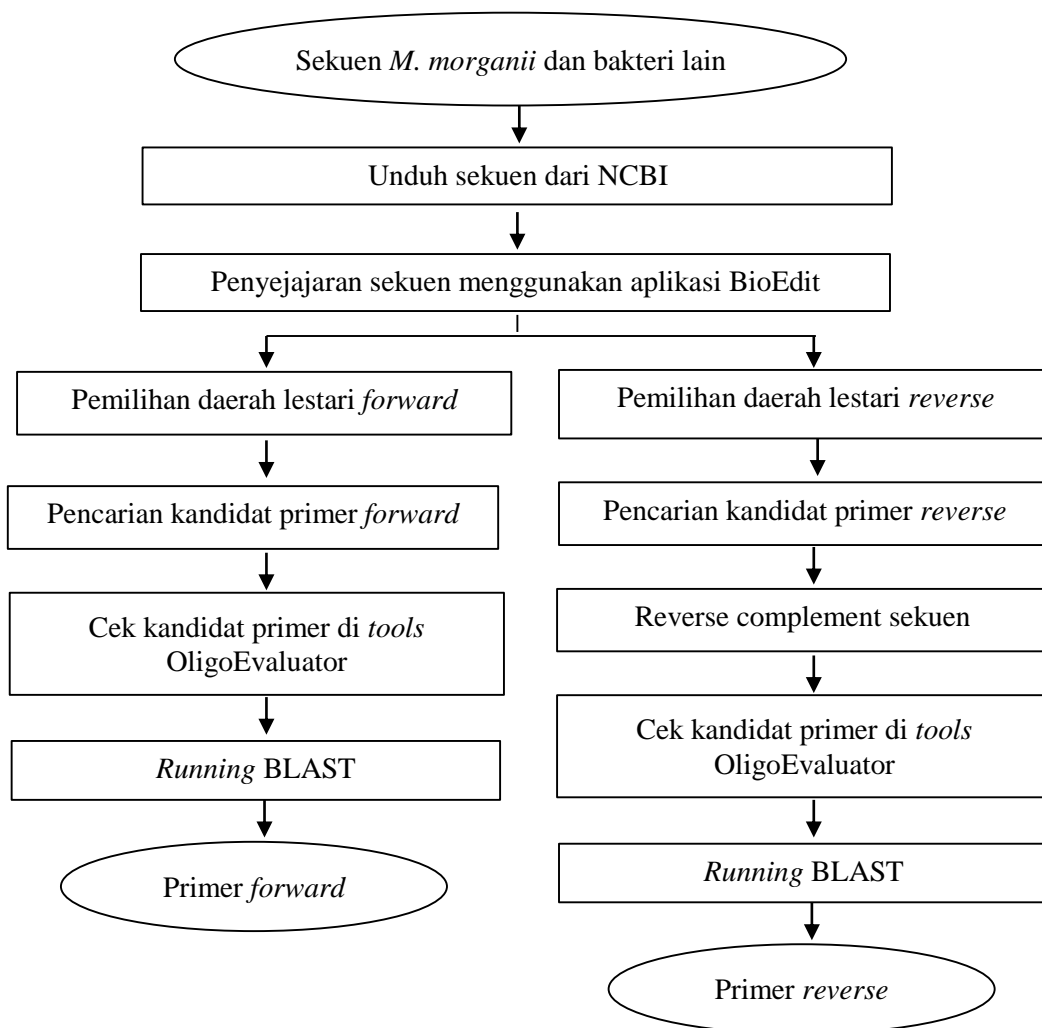 Sekuen M. morganii dan bakteri lain
Unduh sekuen dari NCBI
Penyejajaran sekuen menggunakan aplikasi BioEdit
Pemilihan daerah lestari forward
Pencarian kandidat primer forward
Cek kandidat primer di tools
OligoEvaluator
Running BLAST
Primer forward
Pemilihan daerah lestari reverse
Pencarian kandidat primer reverse
Reverse complement sekuen
Cek kandidat primer di tools
OligoEvaluator
Running BLAST
Primer reverse